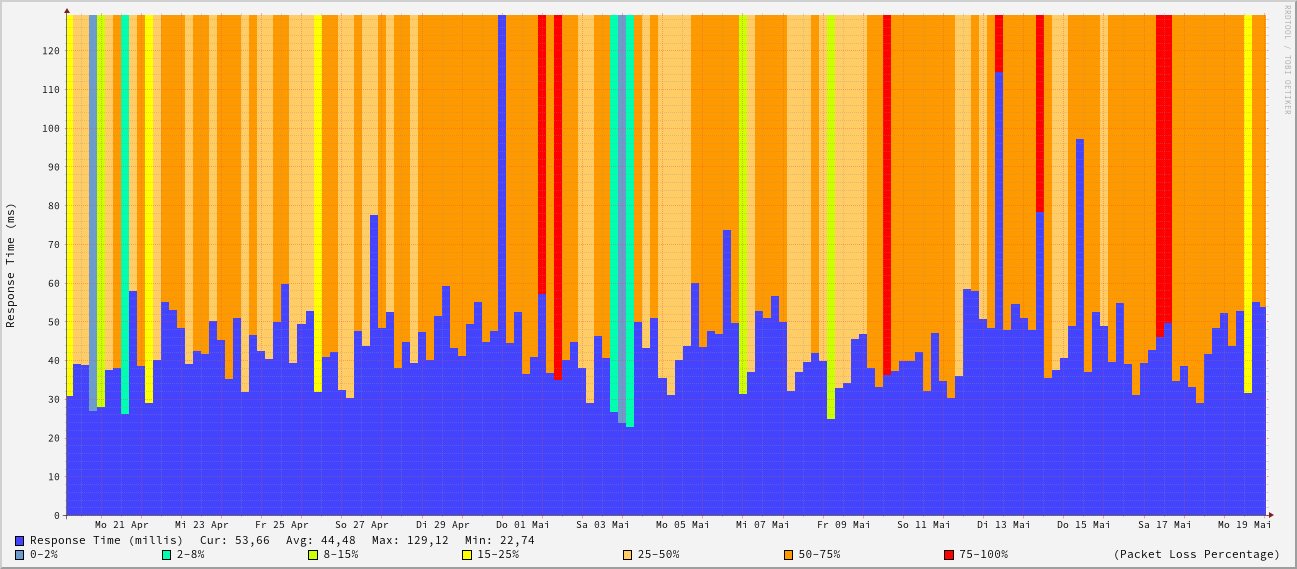 RRDTOOL / TOBI OETIKER
Response Time (ms)
120
110
100
90
80
70
60
50
40
30
20
10
0
Mo 21 Apr Mi 23 Apr Fr 25 Apr So 27 Apr Di 29 Apr Do 01 Mai Sa 03 Mai Mo 05 Mai Mi 07 Mai Fr 09 Mai So 11 Mai Di 13 Mai Do 15 Mai Sa 17 Mai Mo 19 Mai
Response Time (millis) Cur: 53,66 Avg: 44,48 Max: 129,12 Min: 22,74
0-2% 2-8% 8-15% 15-25% 25-50% 50-75% 75-100% (Packet Loss Percentage)